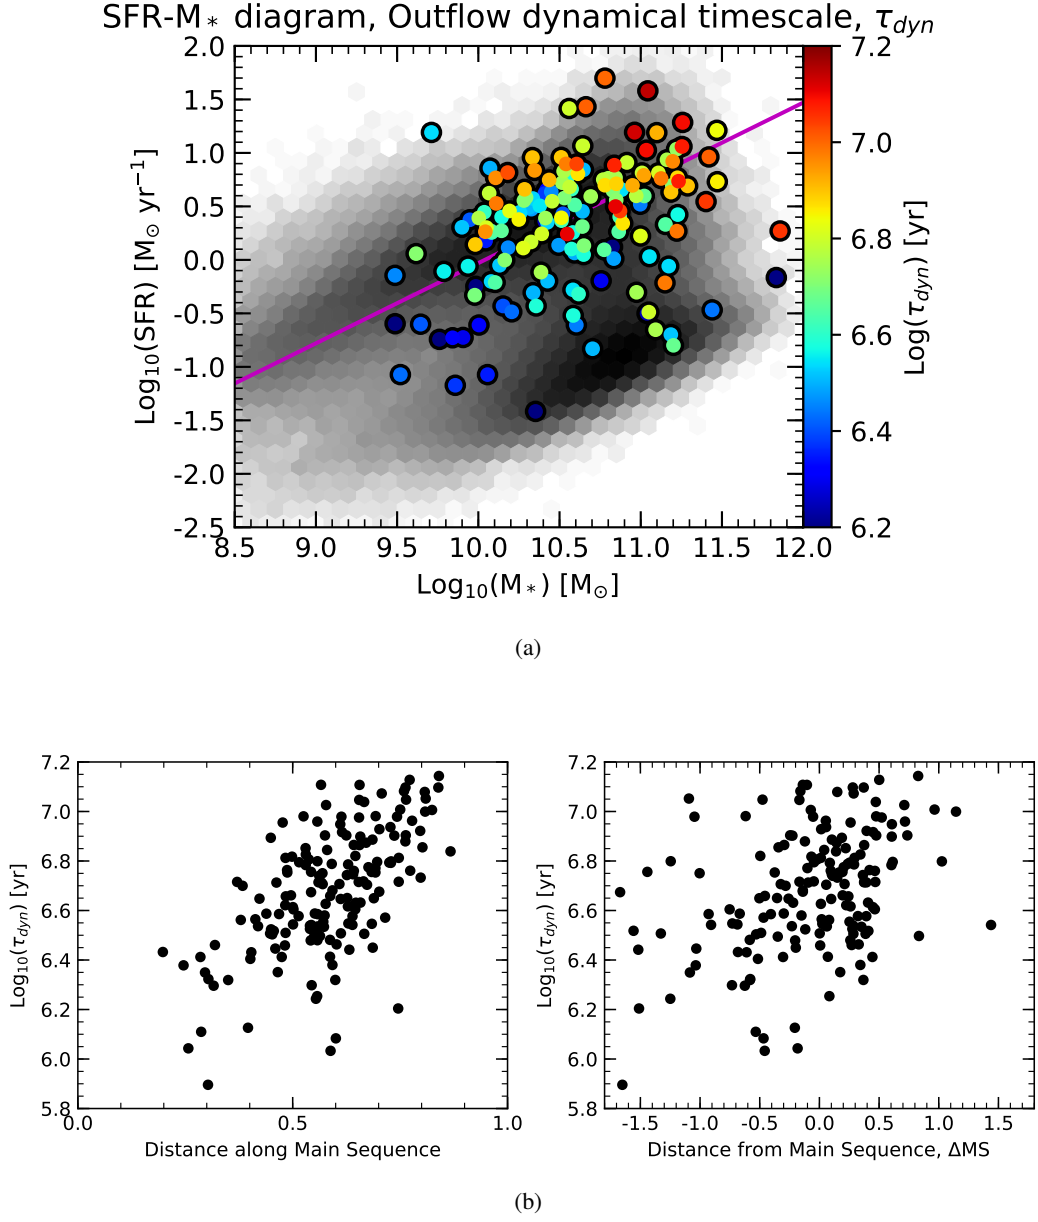 SFR-M* diagram, Outflow dynamical timescale, τ_dyn
2.0
1.5
1.0
0.5
0.0
-0.5
-1.0
-1.5
-2.0
-2.5
Log10(SFR) [M⊙ yr−1]
8.5 9.0 9.5 10.0 10.5 11.0 11.5 12.0
Log10(M*) [M⊙]
7.2
7.0
6.8
6.6
6.4
6.2
Log(τdyn) [yr]
(a)
7.2
7.0
6.8
6.6
6.4
6.2
6.0
5.8
Log10(τdyn) [yr]
0.0 0.5 1.0
Distance along Main Sequence
7.2
7.0
6.8
6.6
6.4
6.2
6.0
5.8
Log10(τdyn) [yr]
-1.5 -1.0 -0.5 0.0 0.5 1.0 1.5
Distance from Main Sequence, ΔMS
(b)